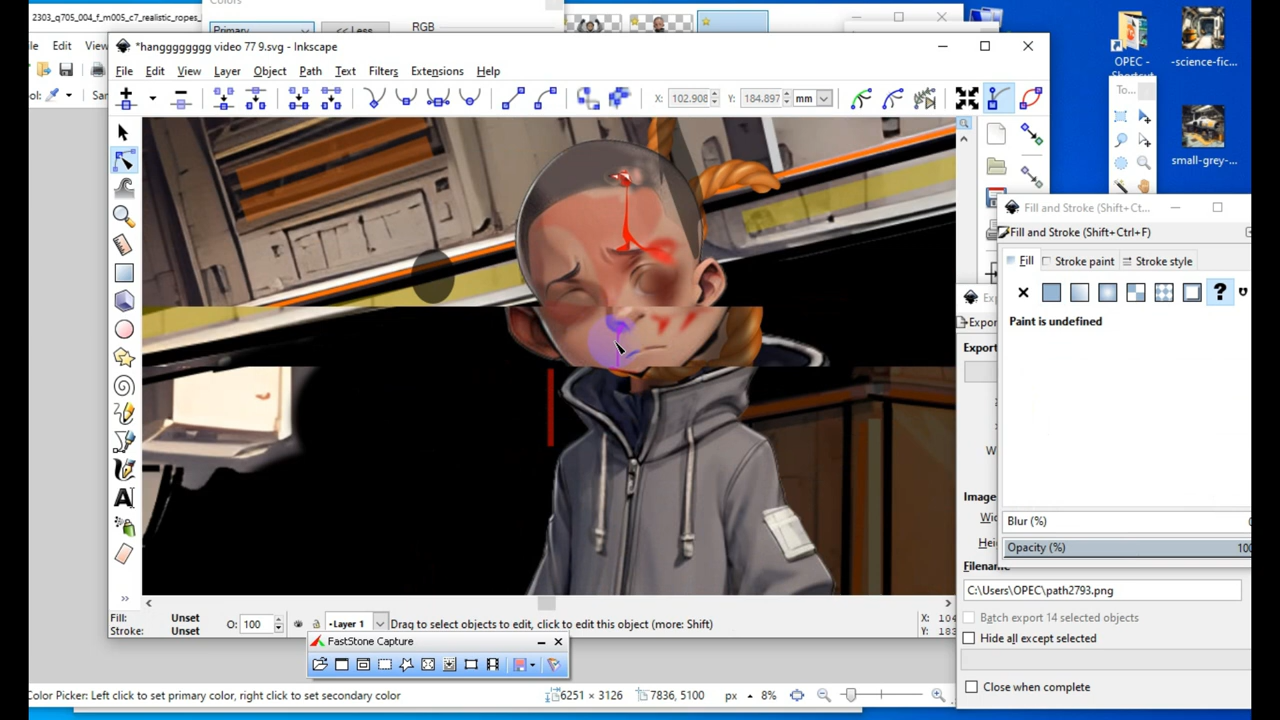 Colors
2303_q705_004_f_m005_c7_realistic_ropes_
Primary
<< Less
RGB
*hanggggggggg video 77 9.svg - Inkscape
Edit
View
File Edit View Layer Object Path Text Filters Extensions Help
X: 102.908 Y: 184.897 mm
OPEC -
Shortcut
-science-fic...
To...
small-grey-...
Fill and Stroke (Shift+Ct...
Fill and Stroke (Shift+Ctrl+F)
Fill Stroke paint Stroke style
?
Paint is undefined
Export
Image
Blur (%)
Opacity (%) 100
Filename
C:\Users\OPEC\path2793.png
Batch export 14 selected objects
Hide all except selected
Close when complete
Fill: Unset
Stroke: Unset
O: 100
Layer 1
Drag to select objects to edit, click to edit this object (more: Shift)
X: 104
Y: 183
FastStone Capture
Color Picker: Left click to set primary color, right click to set secondary color
6251 × 3126
7836, 5100
px
8%